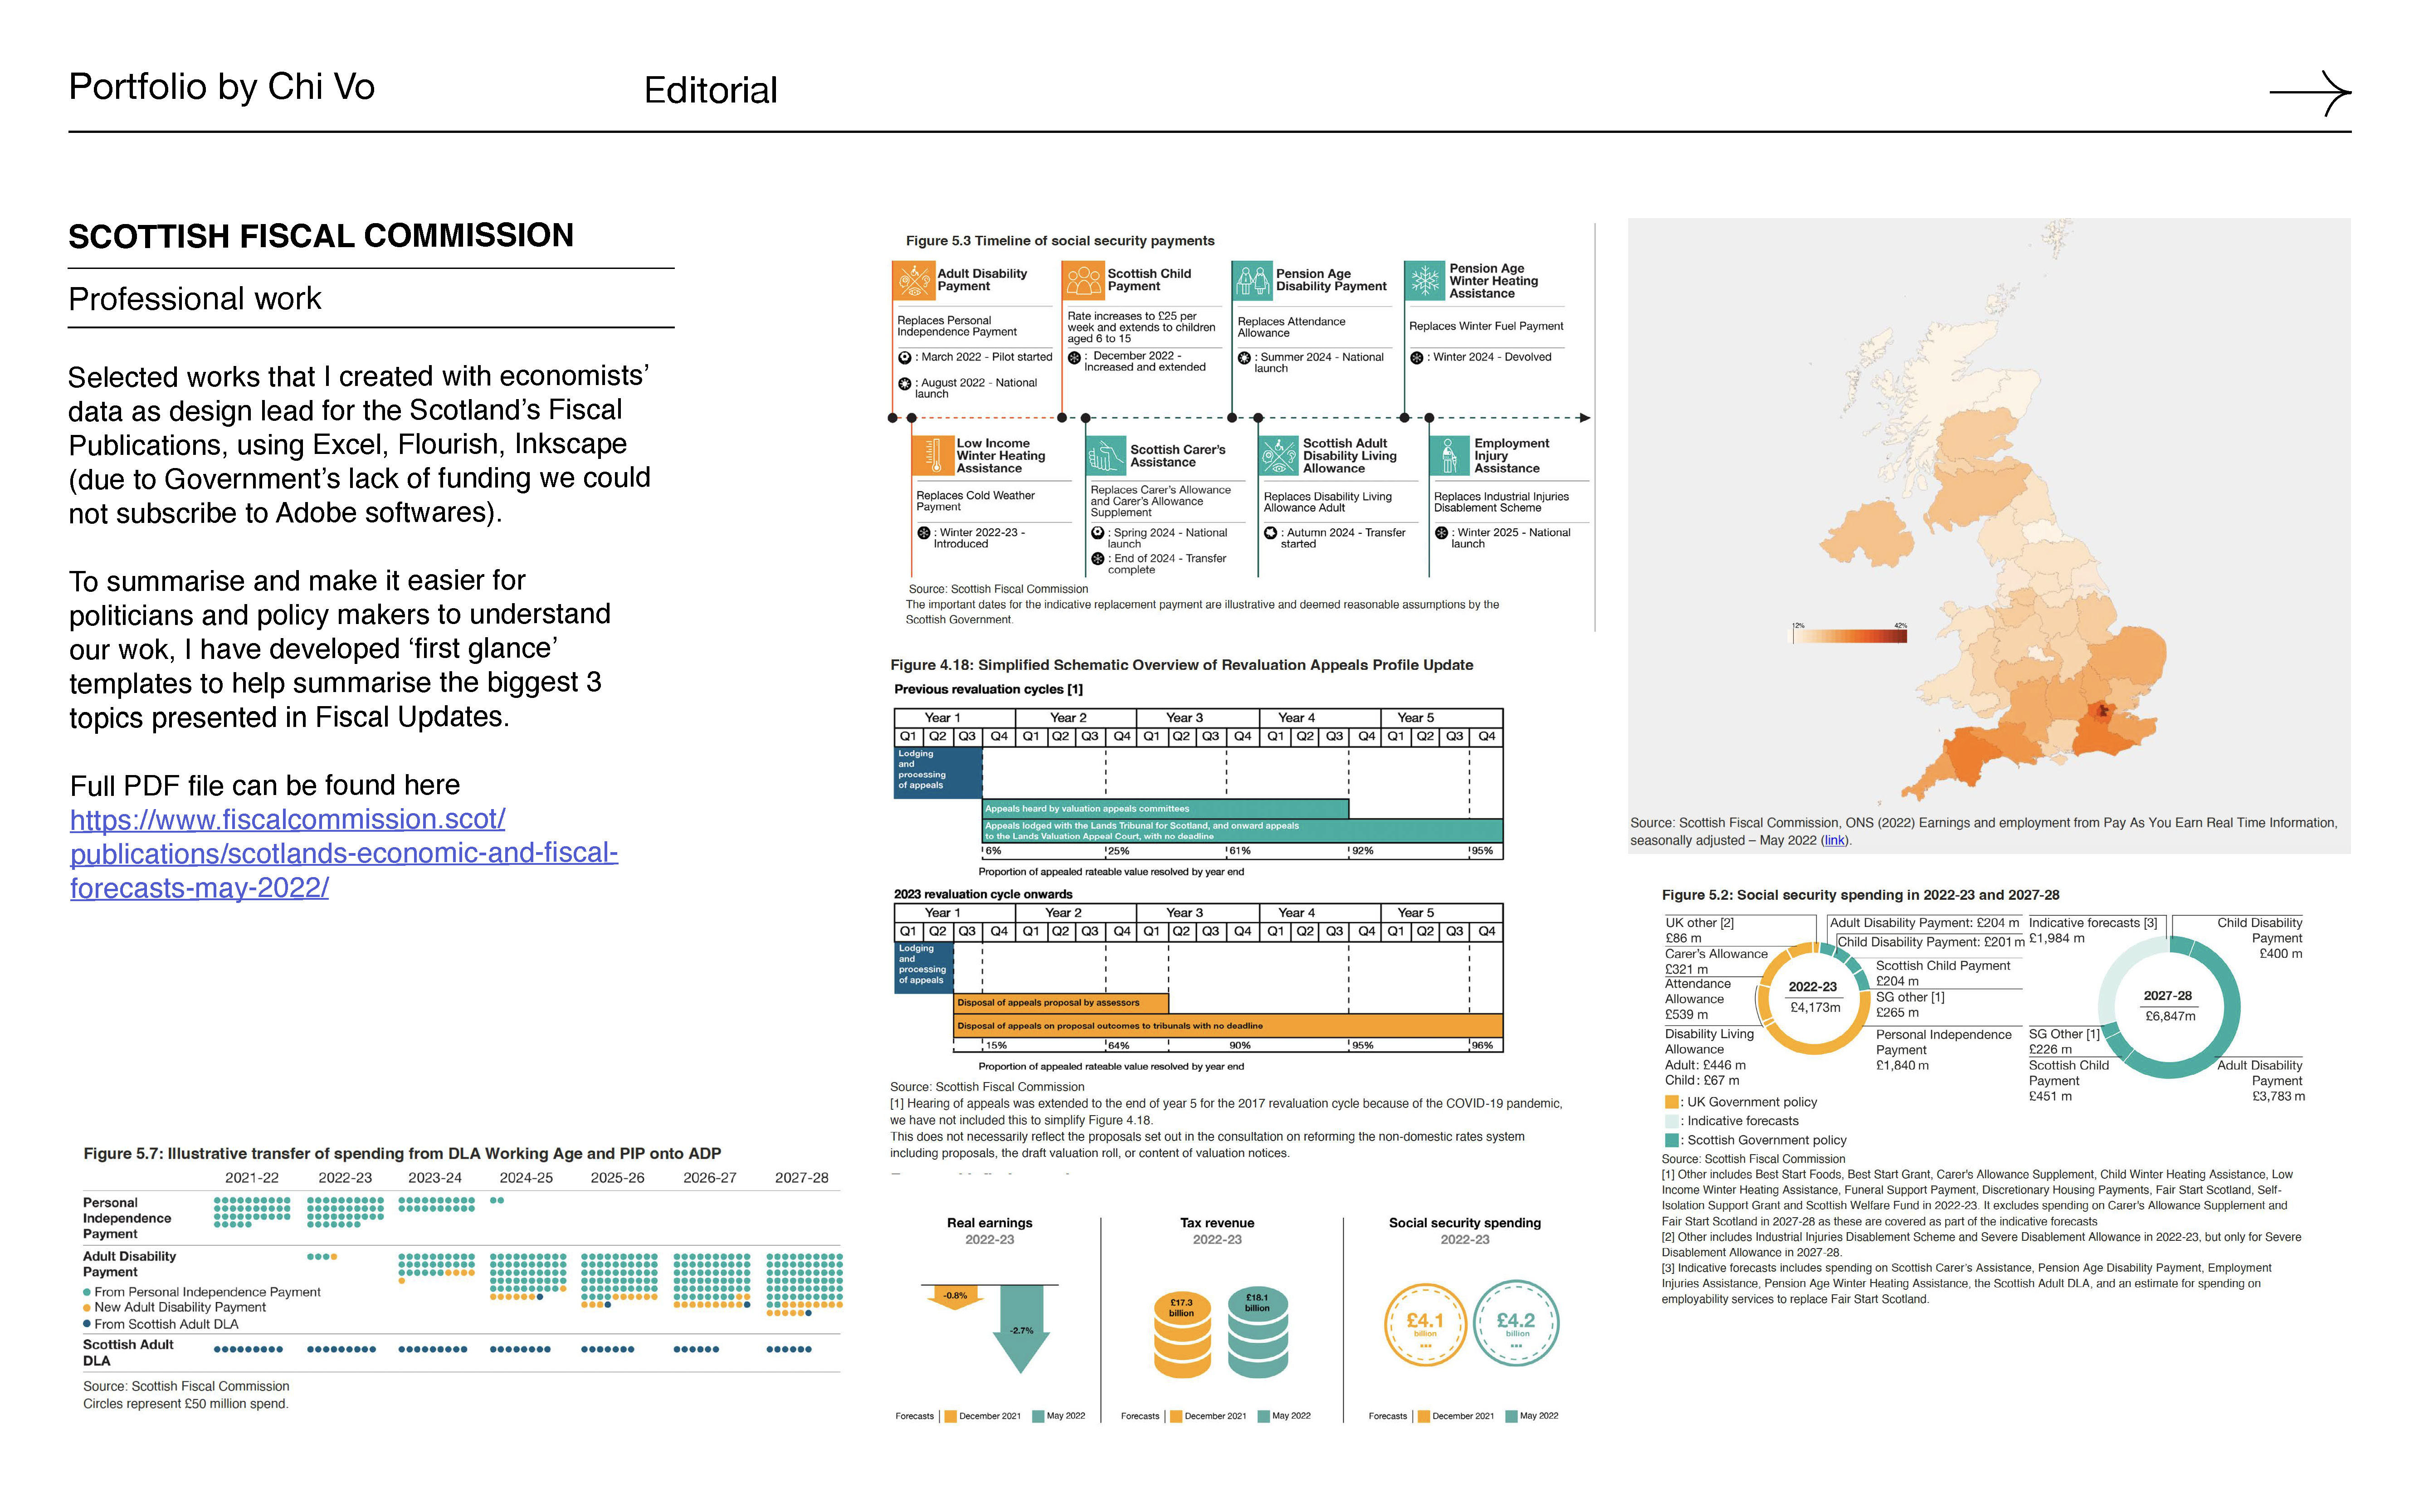 Portfolio by Chi Vo
Editorial
SCOTTISH FISCAL COMMISSION
Professional work
Selected works that I created with economists’
data as design lead for the Scotland’s Fiscal
Publications, using Excel, Flourish, Inkscape
(due to Government’s lack of funding we could
not subscribe to Adobe softwares).
To summarise and make it easier for
politicians and policy makers to understand
our wok, I have developed ‘first glance’
templates to help summarise the biggest 3
topics presented in Fiscal Updates.
Full PDF file can be found here
https://www.fiscalcommission.scot/
publications/scotlands-economic-and-fiscal-
forecasts-may-2022/
Figure 5.7: Illustrative transfer of spending from DLA Working Age and PIP onto ADP
2021-22 2022-23 2023-24 2024-25 2025-26 2026-27 2027-28
Personal
Independence
Payment
Adult Disability
Payment
From Personal Independence Payment
New Adult Disability Payment
From Scottish Adult DLA
Scottish Adult
DLA
Source: Scottish Fiscal Commission
Circles represent £50 million spend.
Figure 5.3 Timeline of social security payments
Adult Disability
Payment
Replaces Personal
Independence Payment
: March 2022 - Pilot started
: August 2022 - National
launch
Scottish Child
Payment
Rate increases to £25 per
week and extends to children
aged 6 to 15
: December 2022 -
Increased and extended
Pension Age
Disability Payment
Replaces Attendance
Allowance
: Summer 2024 - National
launch
Pension Age
Winter Heating
Assistance
Replaces Winter Fuel Payment
: Winter 2024 - Devolved
Low Income
Winter Heating
Assistance
Replaces Cold Weather
Payment
: Winter 2022-23 -
Introduced
Scottish Carer's
Assistance
Replaces Carer's Allowance
and Carer's Allowance
Supplement
: Spring 2024 - National
launch
: End of 2024 - Transfer
complete
Scottish Adult
Disability Living
Allowance
Replaces Disability Living
Allowance Adult
: Autumn 2024 - Transfer
started
Employment
Injury
Assistance
Replaces Industrial Injuries
Disablement Scheme
: Winter 2025 - National
launch
Source: Scottish Fiscal Commission
The important dates for the indicative replacement payment are illustrative and deemed reasonable assumptions by the
Scottish Government.
Figure 4.18: Simplified Schematic Overview of Revaluation Appeals Profile Update
Previous revaluation cycles [1]
Year 1 Year 2 Year 3 Year 4 Year 5
Q1 Q2 Q3 Q4 Q1 Q2 Q3 Q4 Q1 Q2 Q3 Q4 Q1 Q2 Q3 Q4 Q1 Q2 Q3 Q4
Lodging
and
processing
of appeals
Appeals heard by valuation appeals committees
Appeals lodged with the Lands Tribunal for Scotland, and onward appeals
to the Lands Valuation Appeal Court, with no deadline
6% 25% 61% 92% 95%
Proportion of appealed rateable value resolved by year end
2023 revaluation cycle onwards
Year 1 Year 2 Year 3 Year 4 Year 5
Q1 Q2 Q3 Q4 Q1 Q2 Q3 Q4 Q1 Q2 Q3 Q4 Q1 Q2 Q3 Q4 Q1 Q2 Q3 Q4
Lodging
and
processing
of appeals
Disposal of appeals proposal by assessors
Disposal of appeals on proposal outcomes to tribunals with no deadline
15% 64% 90% 95% 96%
Proportion of appealed rateable value resolved by year end
Source: Scottish Fiscal Commission
[1] Hearing of appeals was extended to the end of year 5 for the 2017 revaluation cycle because of the COVID-19 pandemic,
we have not included this to simplify Figure 4.18.
This does not necessarily reflect the proposals set out in the consultation on reforming the non-domestic rates system
including proposals, the draft valuation roll, or content of valuation notices.
Real earnings
2022-23
-0.8%
-2.7%
Forecasts December 2021 May 2022
Tax revenue
2022-23
£17.3
billion
£18.1
billion
Forecasts December 2021 May 2022
Social security spending
2022-23
£4.1
billion
£4.2
billion
Forecasts December 2021 May 2022
12% 42%
Source: Scottish Fiscal Commission, ONS (2022) Earnings and employment from Pay As You Earn Real Time Information,
seasonally adjusted – May 2022 (link).
Figure 5.2: Social security spending in 2022-23 and 2027-28
UK other [2]
£86 m
Carer's Allowance
£321 m
Attendance
Allowance
£539 m
Disability Living
Allowance
Adult: £446 m
Child: £67 m
2022-23
£4,173m
Adult Disability Payment: £204 m
Child Disability Payment: £201 m
Scottish Child Payment
£204 m
SG other [1]
£265 m
Personal Independence
Payment
£1,840 m
Indicative forecasts [3]
£1,984 m
SG Other [1]
£226 m
Scottish Child
Payment
£451 m
2027-28
£6,847m
Child Disability
Payment
£400 m
Adult Disability
Payment
£3,783 m
: UK Government policy
: Indicative forecasts
: Scottish Government policy
Source: Scottish Fiscal Commission
[1] Other includes Best Start Foods, Best Start Grant, Carer's Allowance Supplement, Child Winter Heating Assistance, Low
Income Winter Heating Assistance, Funeral Support Payment, Discretionary Housing Payments, Fair Start Scotland, Self-
Isolation Support Grant and Scottish Welfare Fund in 2022-23. It excludes spending on Carer's Allowance Supplement and
Fair Start Scotland in 2027-28 as these are covered as part of the indicative forecasts
[2] Other includes Industrial Injuries Disablement Scheme and Severe Disablement Allowance in 2022-23, but only for Severe
Disablement Allowance in 2027-28.
[3] Indicative forecasts includes spending on Scottish Carer's Assistance, Pension Age Disability Payment, Employment
Injuries Assistance, Pension Age Winter Heating Assistance, the Scottish Adult DLA, and an estimate for spending on
employability services to replace Fair Start Scotland.